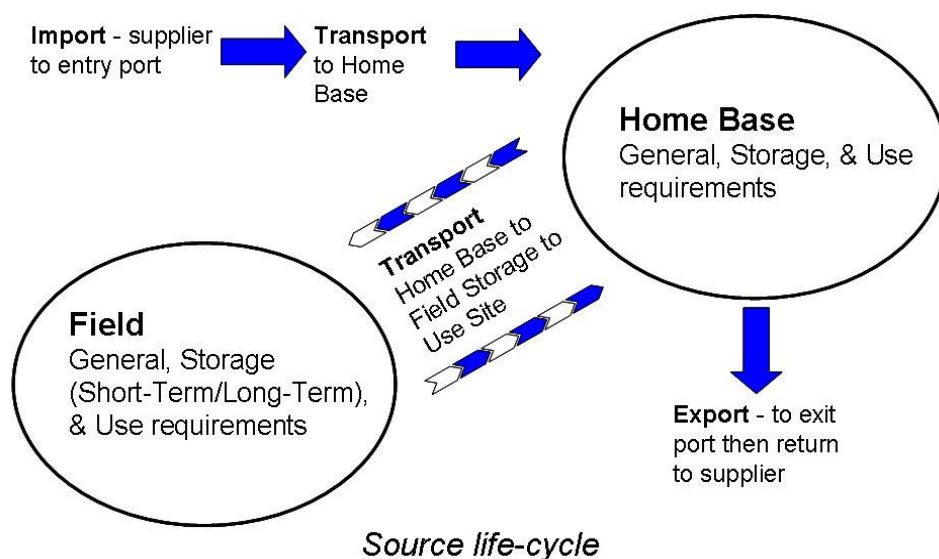 Import - supplier
to entry port
Transport
to Home
Base
Home Base
General, Storage, & Use
requirements
Transport
Home Base to
Field Storage to
Use Site
Field
General, Storage
(Short-Term/Long-Term),
& Use requirements
Export - to exit
port then return
to supplier
Source life-cycle